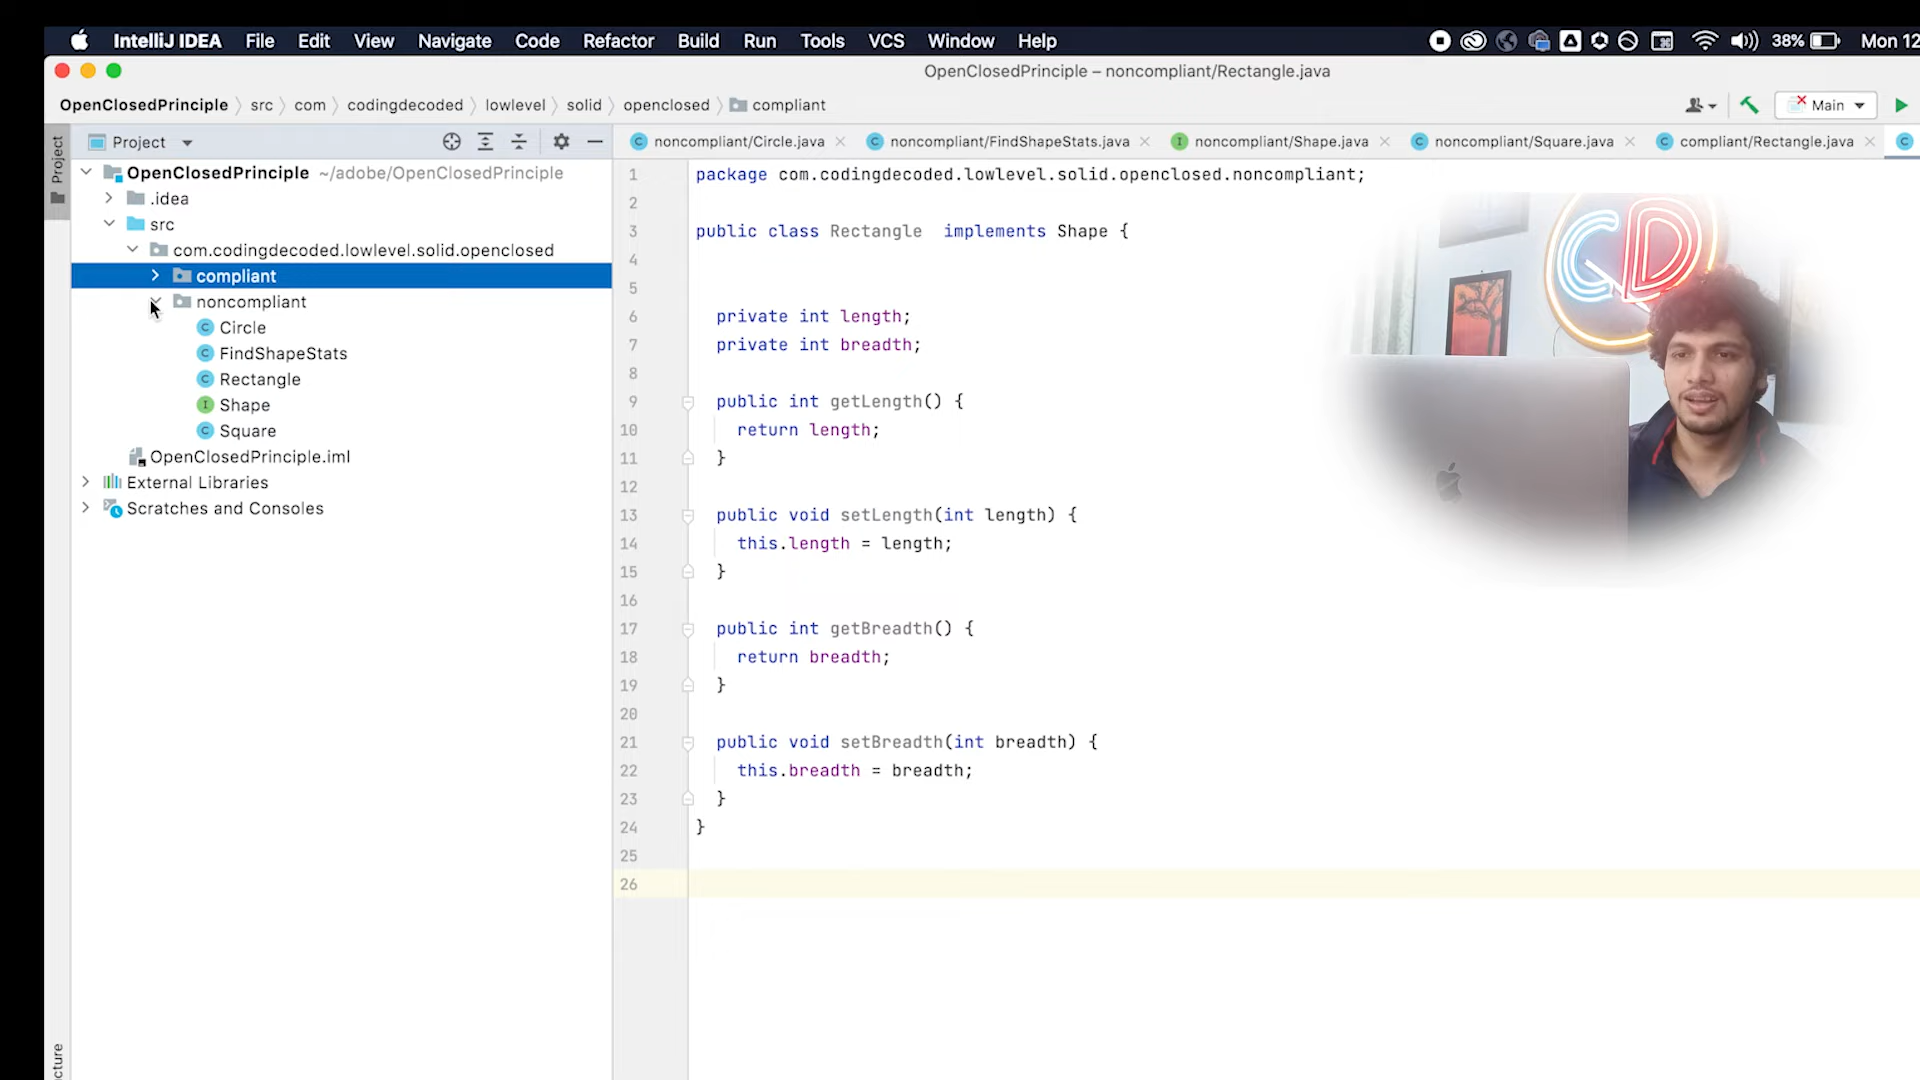 IntelliJ IDEA File Edit View Navigate Code Refactor Build Run Tools VCS Window Help 38% Mon 12
OpenClosedPrinciple – noncompliant/Rectangle.java
OpenClosedPrinciple src com codingdecoded lowlevel solid openclosed compliant Main
Project Project noncompliant/Circle.java noncompliant/FindShapeStats.java noncompliant/Shape.java noncompliant/Square.java compliant/Rectangle.java
OpenClosedPrinciple ~/adobe/OpenClosedPrinciple
.idea
src
com.codingdecoded.lowlevel.solid.openclosed
compliant
noncompliant
Circle
FindShapeStats
Rectangle
Shape
Square
OpenClosedPrinciple.iml
External Libraries
Scratches and Consoles
1 package com.codingdecoded.lowlevel.solid.openclosed.noncompliant;
2
3 public class Rectangle  implements Shape {
4
5
6 private int length;
7 private int breadth;
8
9 public int getLength() {
10 return length;
11 }
12
13 public void setLength(int length) {
14 this.length = length;
15 }
16
17 public int getBreadth() {
18 return breadth;
19 }
20
21 public void setBreadth(int breadth) {
22 this.breadth = breadth;
23 }
24 }
25
26
CD
cture